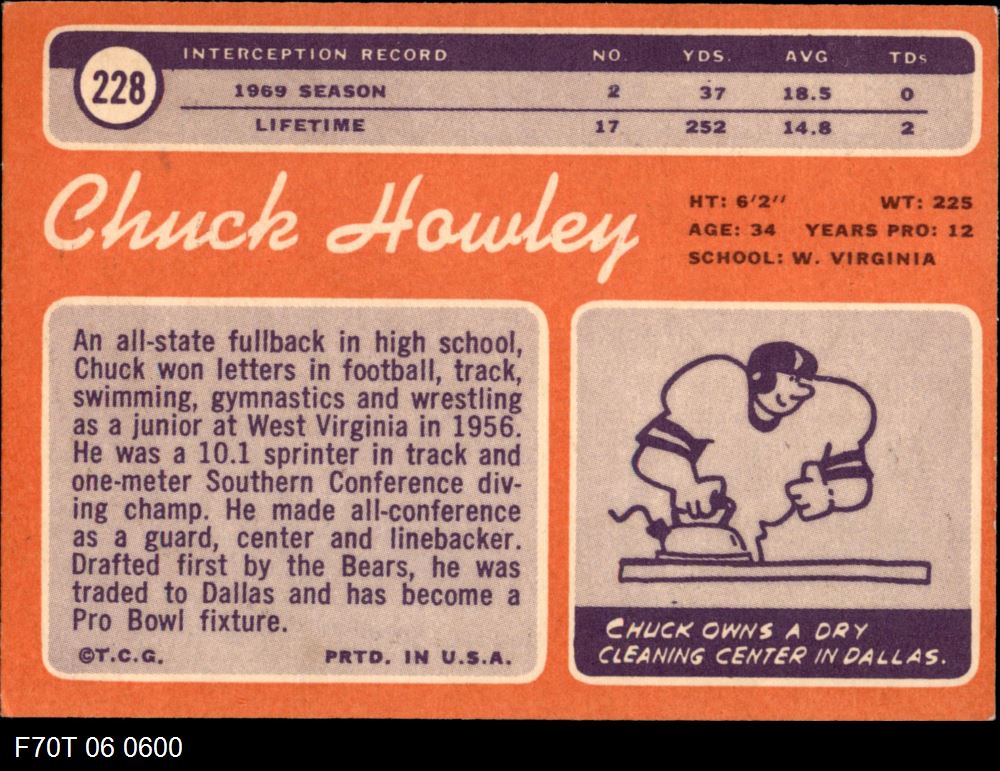 INTERCEPTION RECORD NO. YDS. AVG TDs
228
1969 SEASON 2 37 18.5 0
LIFETIME 17 252 14.8 2
Chuck Howley
HT: 6'2" WT: 225
AGE: 34 YEARS PRO: 12
SCHOOL: W. VIRGINIA
An all-state fullback in high school,
Chuck won letters in football, track,
swimming, gymnastics and wrestling
as a junior at West Virginia in 1956.
He was a 10.1 sprinter in track and
one-meter Southern Conference div-
ing champ. He made all-conference
as a guard, center and linebacker.
Drafted first by the Bears, he was
traded to Dallas and has become a
Pro Bowl fixture.
©T.C.G. PRTD. IN U.S.A.
CHUCK OWNS A DRY
CLEANING CENTER IN DALLAS.
F70T 06 0600